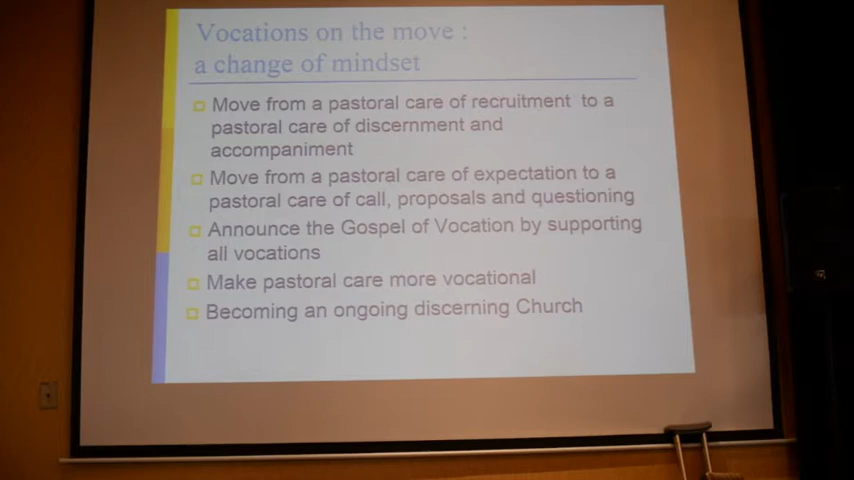 Vocations on the move :
a change of mindset
Move from a pastoral care of recruitment to a
pastoral care of discernment and
accompaniment
Move from a pastoral care of expectation to a
pastoral care of call, proposals and questioning
Announce the Gospel of Vocation by supporting
all vocations
Make pastoral care more vocational
Becoming an ongoing discerning Church